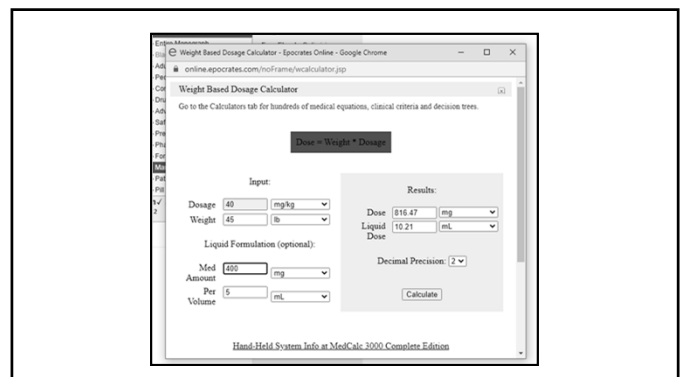 Entire Monograph
Weight Based Dosage Calculator - Epocrates Online - Google Chrome
online.epocrates.com/noFrame/wcalculator.jsp
Weight Based Dosage Calculator
Go to the Calculators tab for hundreds of medical equations, clinical criteria and decision trees.
Dose = Weight * Dosage
Input:
Dosage 40 mg/kg
Weight 45 lb
Liquid Formulation (optional):
Med Amount 400 mg
Per Volume 5 mL
Results:
Dose 816.47 mg
Liquid Dose 10.21 mL
Decimal Precision: 2
Calculate
Hand-Held System Info at MedCalc 3000 Complete Edition